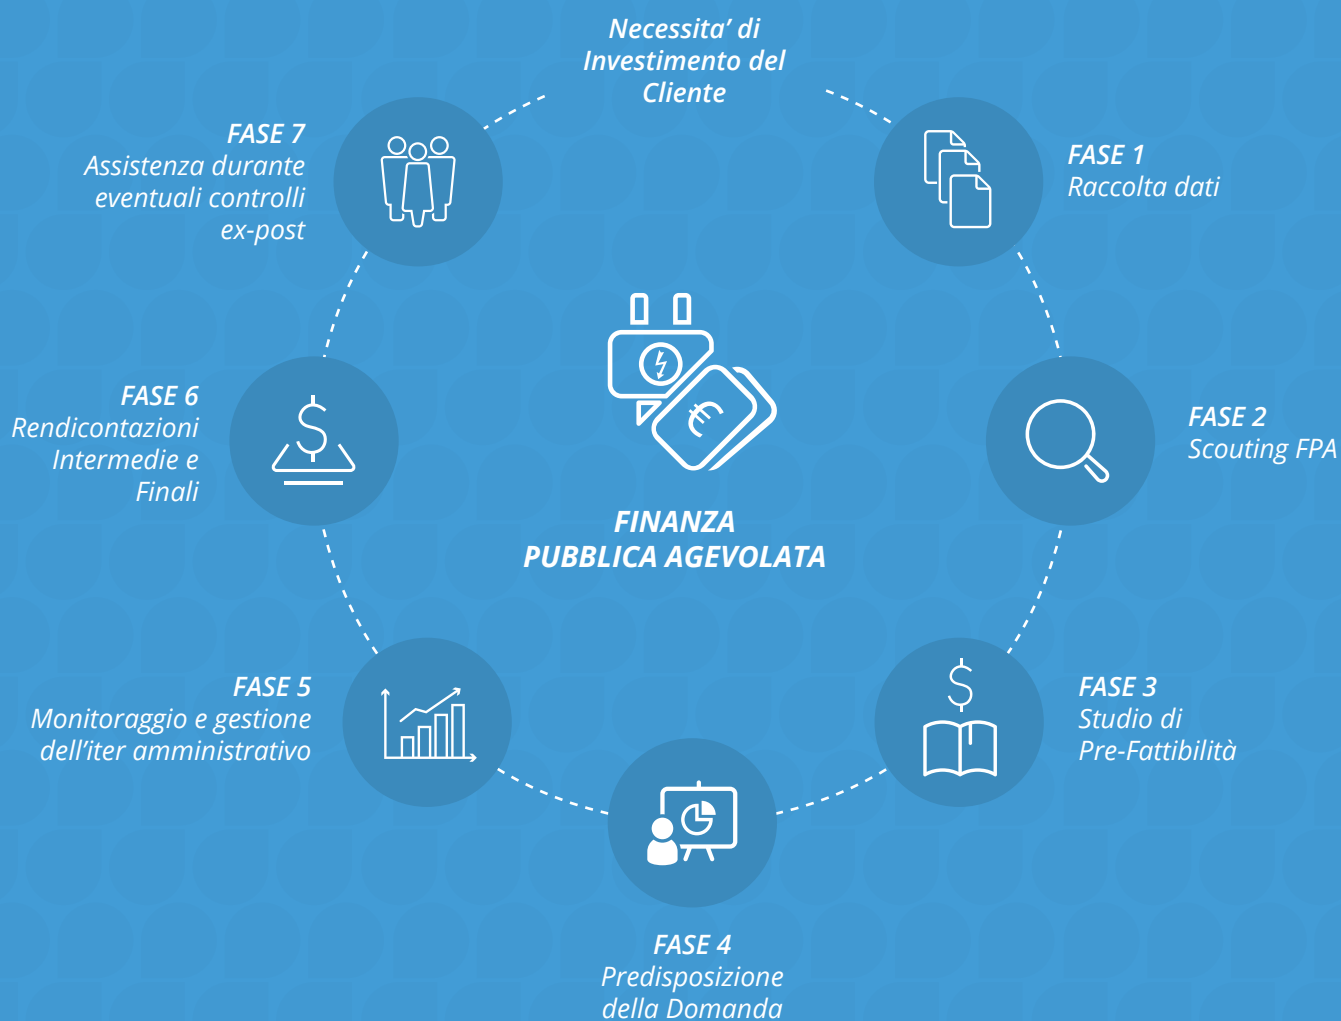 Necessita’ di
Investimento del
Cliente
FASE 1
Raccolta dati
FASE 2
Scouting FPA
FASE 3
Studio di
Pre-Fattibilità
FASE 4
Predisposizione
della Domanda
FASE 5
Monitoraggio e gestione
dell’iter amministrativo
FASE 6
Rendicontazioni
Intermedie e
Finali
FASE 7
Assistenza durante
eventuali controlli
ex-post
€
FINANZA
PUBBLICA AGEVOLATA
$
$